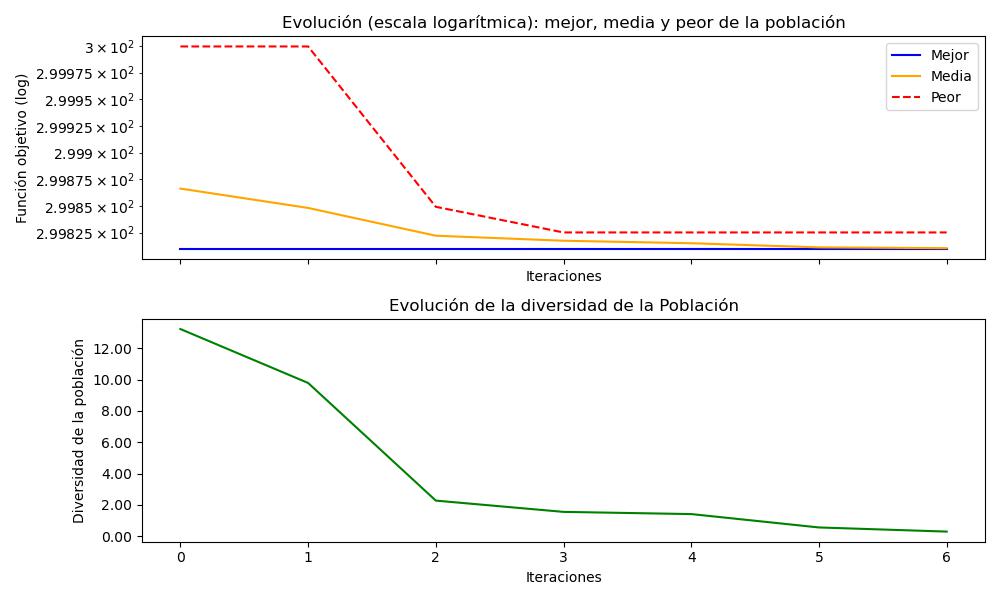 Evolución (escala logarítmica): mejor, media y peor de la población
Función objetivo (log)
3 × 10²
2.99975 × 10²
2.9995 × 10²
2.99925 × 10²
2.999 × 10²
2.99875 × 10²
2.9985 × 10²
2.99825 × 10²
Mejor
Media
Peor
Iteraciones
Evolución de la diversidad de la Población
Diversidad de la población
12.00
10.00
8.00
6.00
4.00
2.00
0.00
0 1 2 3 4 5 6
Iteraciones